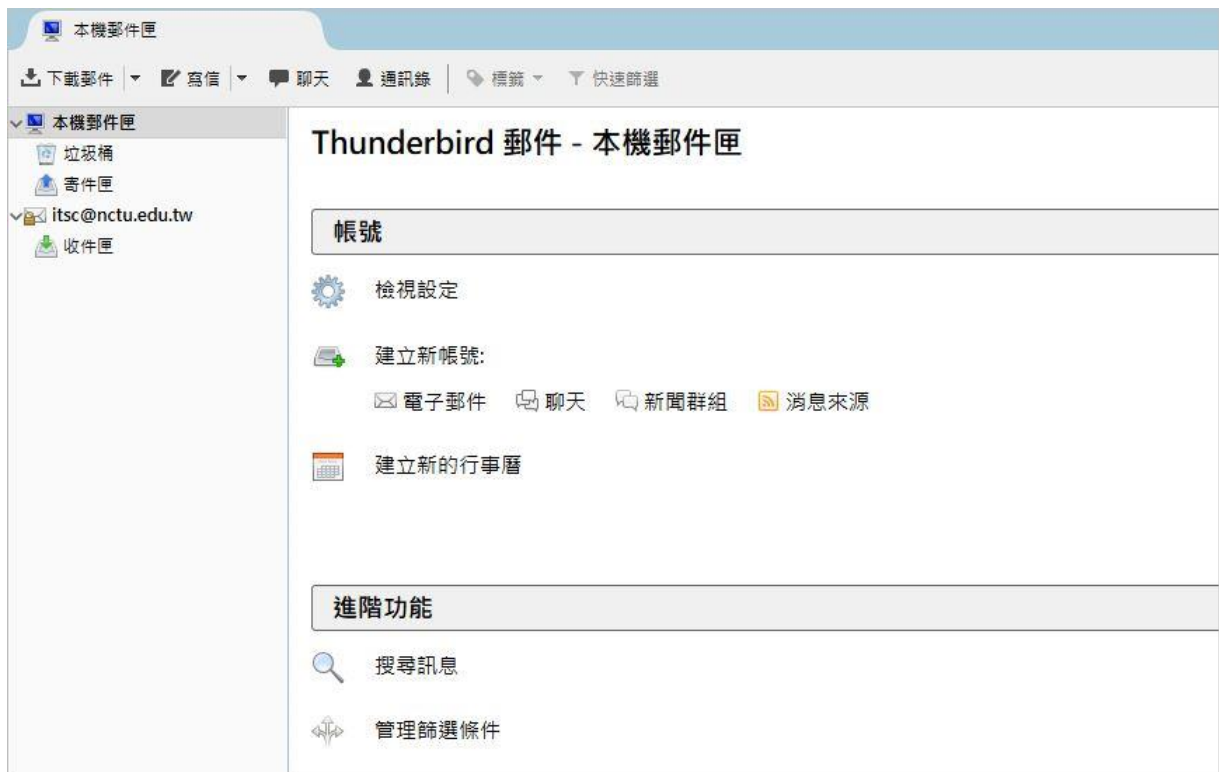 本機郵件匣
下載郵件 寫信 聊天 通訊錄 標籤 快速篩選
本機郵件匣
垃圾桶
寄件匣
itsc@nctu.edu.tw
收件匣
Thunderbird 郵件 - 本機郵件匣
帳號
檢視設定
建立新帳號:
電子郵件 聊天 新聞群組 消息來源
建立新的行事曆
進階功能
搜尋訊息
管理篩選條件